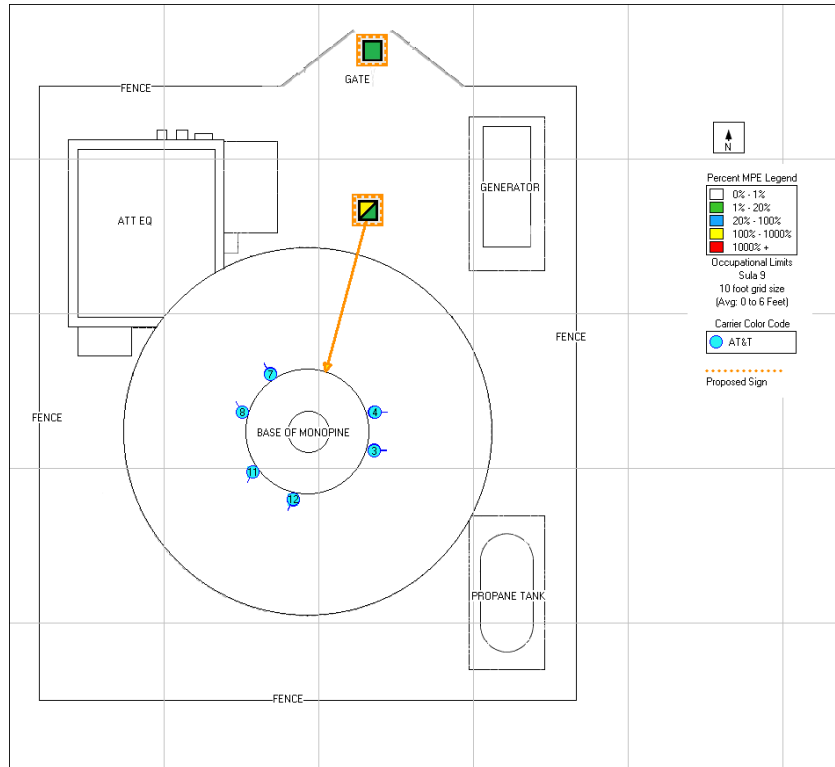 GATE
FENCE
N
GENERATOR
ATT EQ
Percent MPE Legend
0% - 1%
1% - 20%
20% - 100%
100% - 1000%
1000% +
Occupational Limits
Sula 9
10 foot grid size
(Avg: 0 to 6 Feet)
Carrier Color Code
AT&T
Proposed Sign
FENCE
7
8
4
FENCE
BASE OF MONOPINE
3
11
12
PROPANE TANK
FENCE